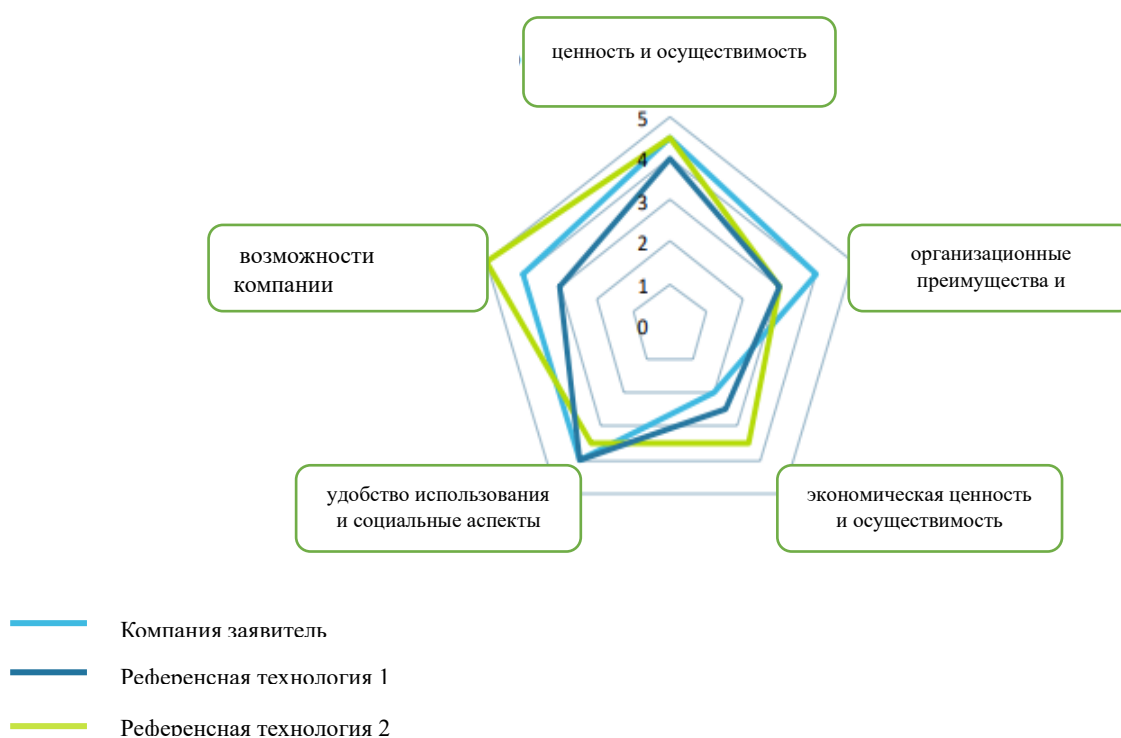 ценность и осуществимость
5
4
3
2
1
0
возможности
компании
организационные
преимущества и
удобство использования
и социальные аспекты
экономическая ценность
и осуществимость
Компания заявитель
Референсная технология 1
Референсная технология 2